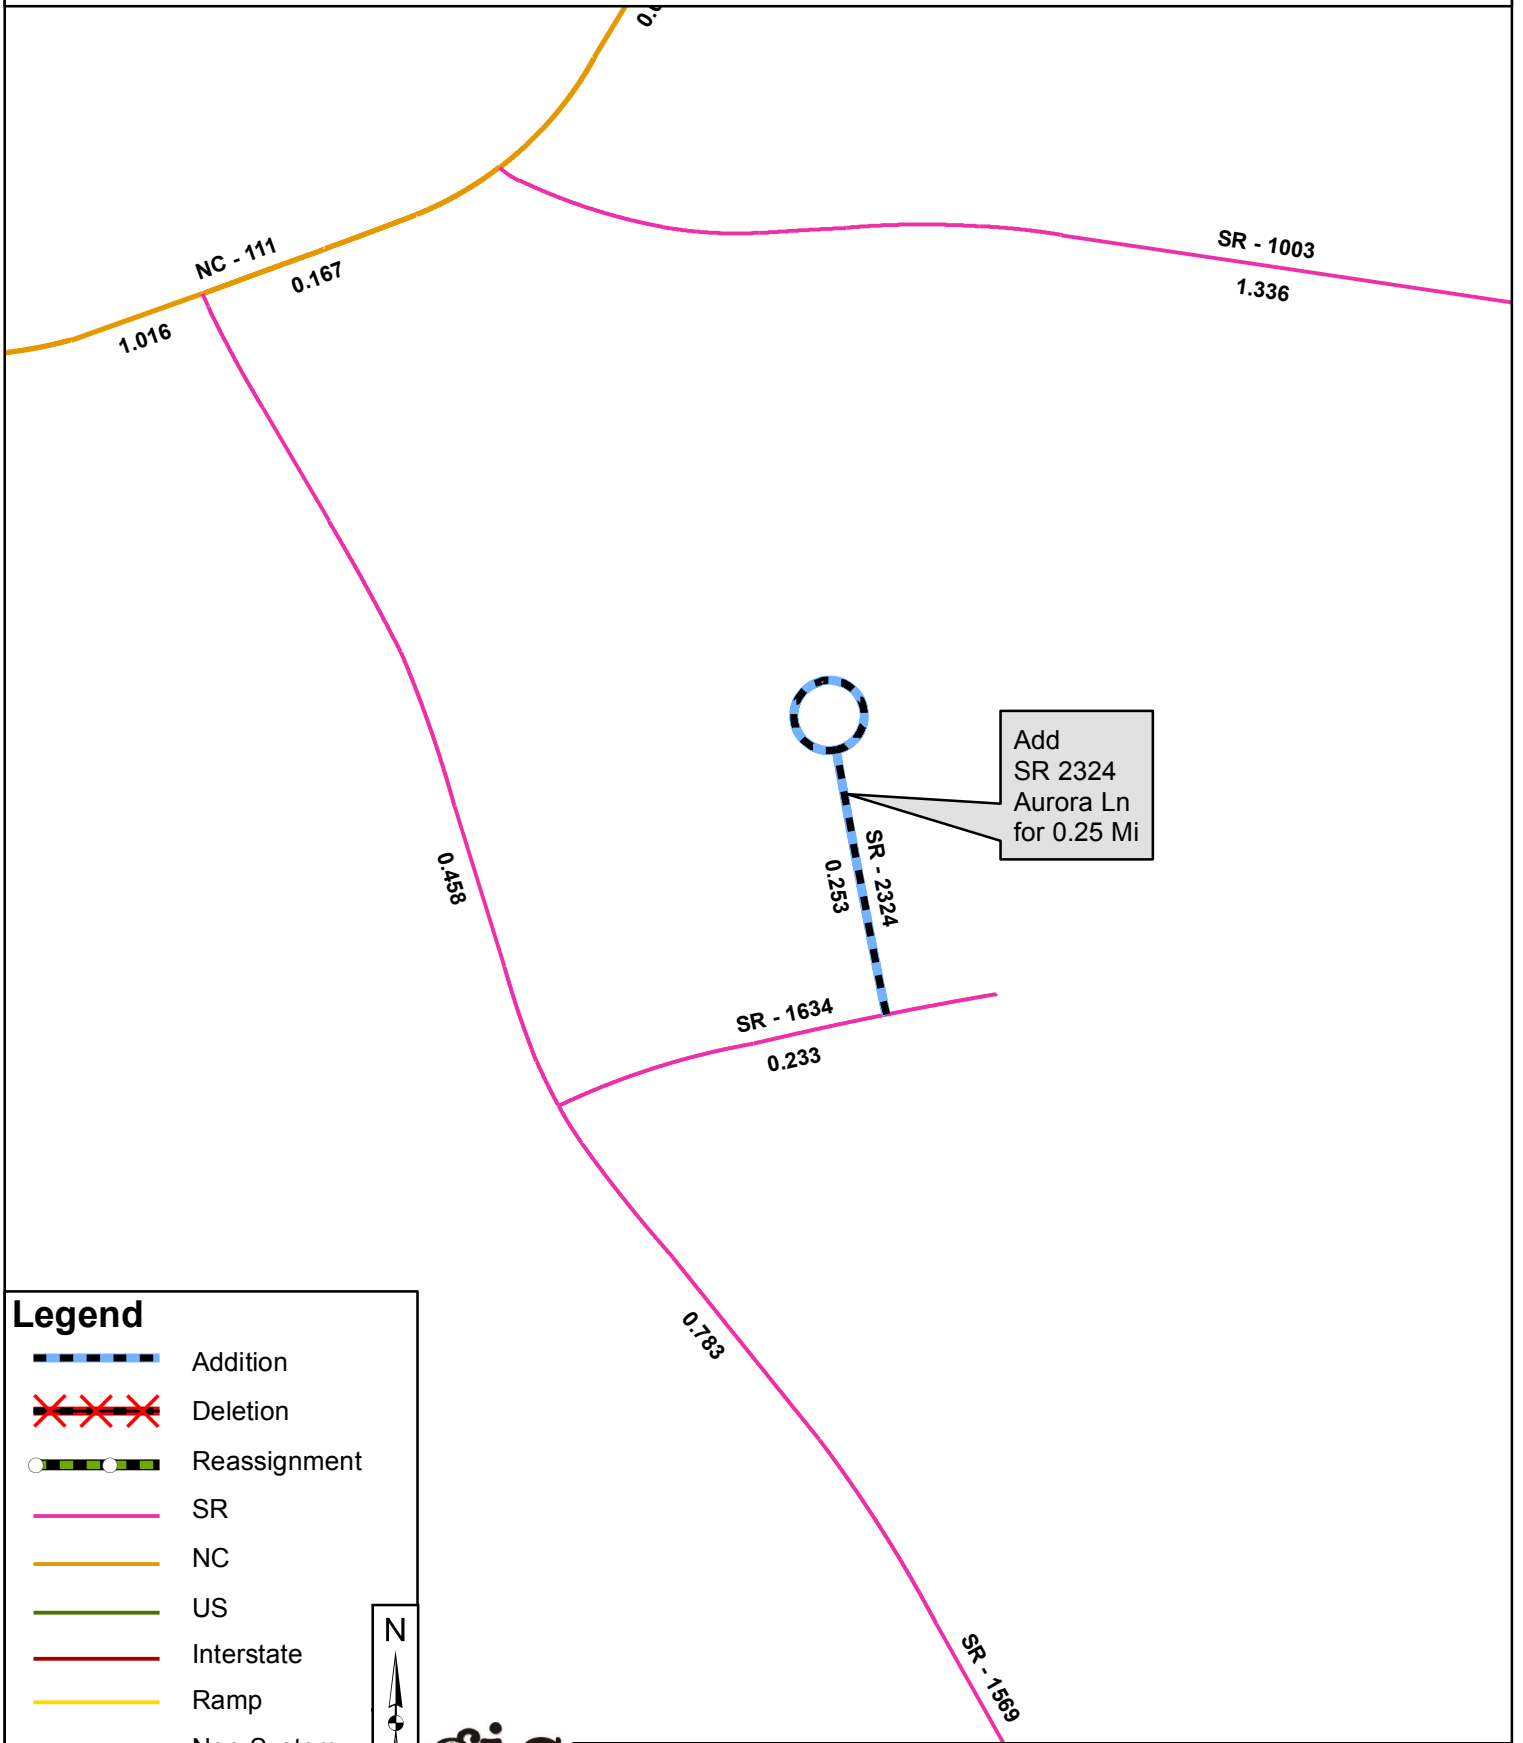 NC - 111
0.167
1.016
SR - 1003
1.336
Add
SR 2324
Aurora Ln
for 0.25 Mi
SR - 2324
0.253
0.458
SR - 1634
0.233
0.783
SR - 1569
Legend
Addition
Deletion
Reassignment
SR
NC
US
Interstate
Ramp
N